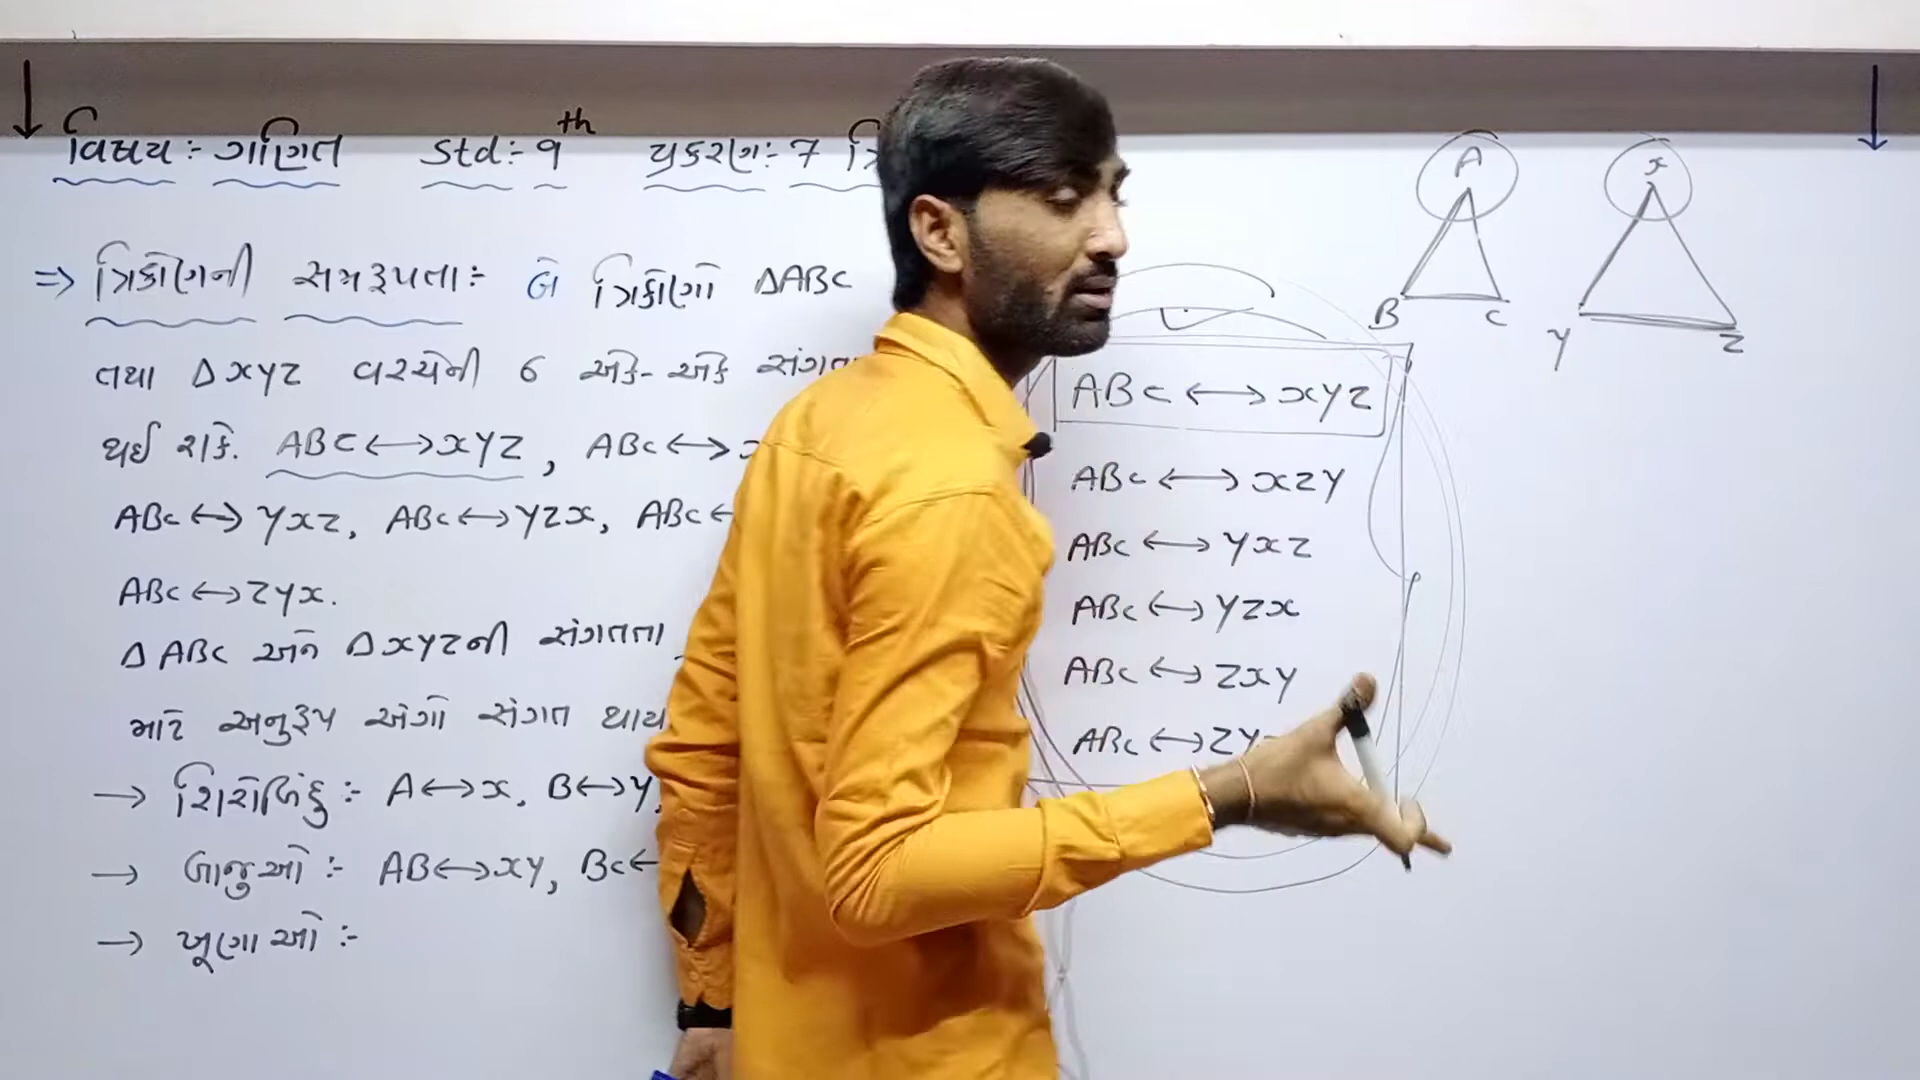 વિષય:- ગણિત Std:- 9th પ્રકરણ:- 7
⇒ ત્રિકોણની સમરૂપતા:- બે ત્રિકોણો ΔABC
તથા ΔxyZ વચ્ચેની 6 એક-એક
થઈ શકે. ABC ↔ xyz, ABC ↔
ABC ↔ yxz, ABC ↔ yzx, ABC
ABC ↔ zyx.
ΔABC અને ΔxyZની સંગતતા
માટે અનુરૂપ અંગો સંગત થાય
→ શિરોબિંદુ:- A ↔ x, B ↔ y,
→ બાજુઓ:- AB ↔ xy, BC
→ ખૂણાઓ:-
ABC ↔ xyz
ABC ↔ xzy
ABC ↔ yxz
ABC ↔ yzx
ABC ↔ zxy
ABC ↔ zy
A
B C
x
y z